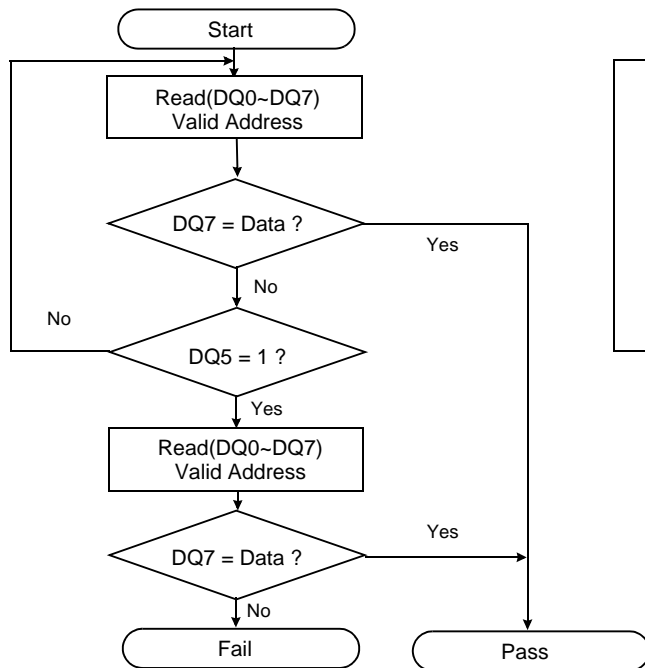 Start
Read(DQ0~DQ7)
Valid Address
DQ7 = Data ?
Yes
No
No
DQ5 = 1 ?
Yes
Read(DQ0~DQ7)
Valid Address
Yes
DQ7 = Data ?
No
Fail
Pass